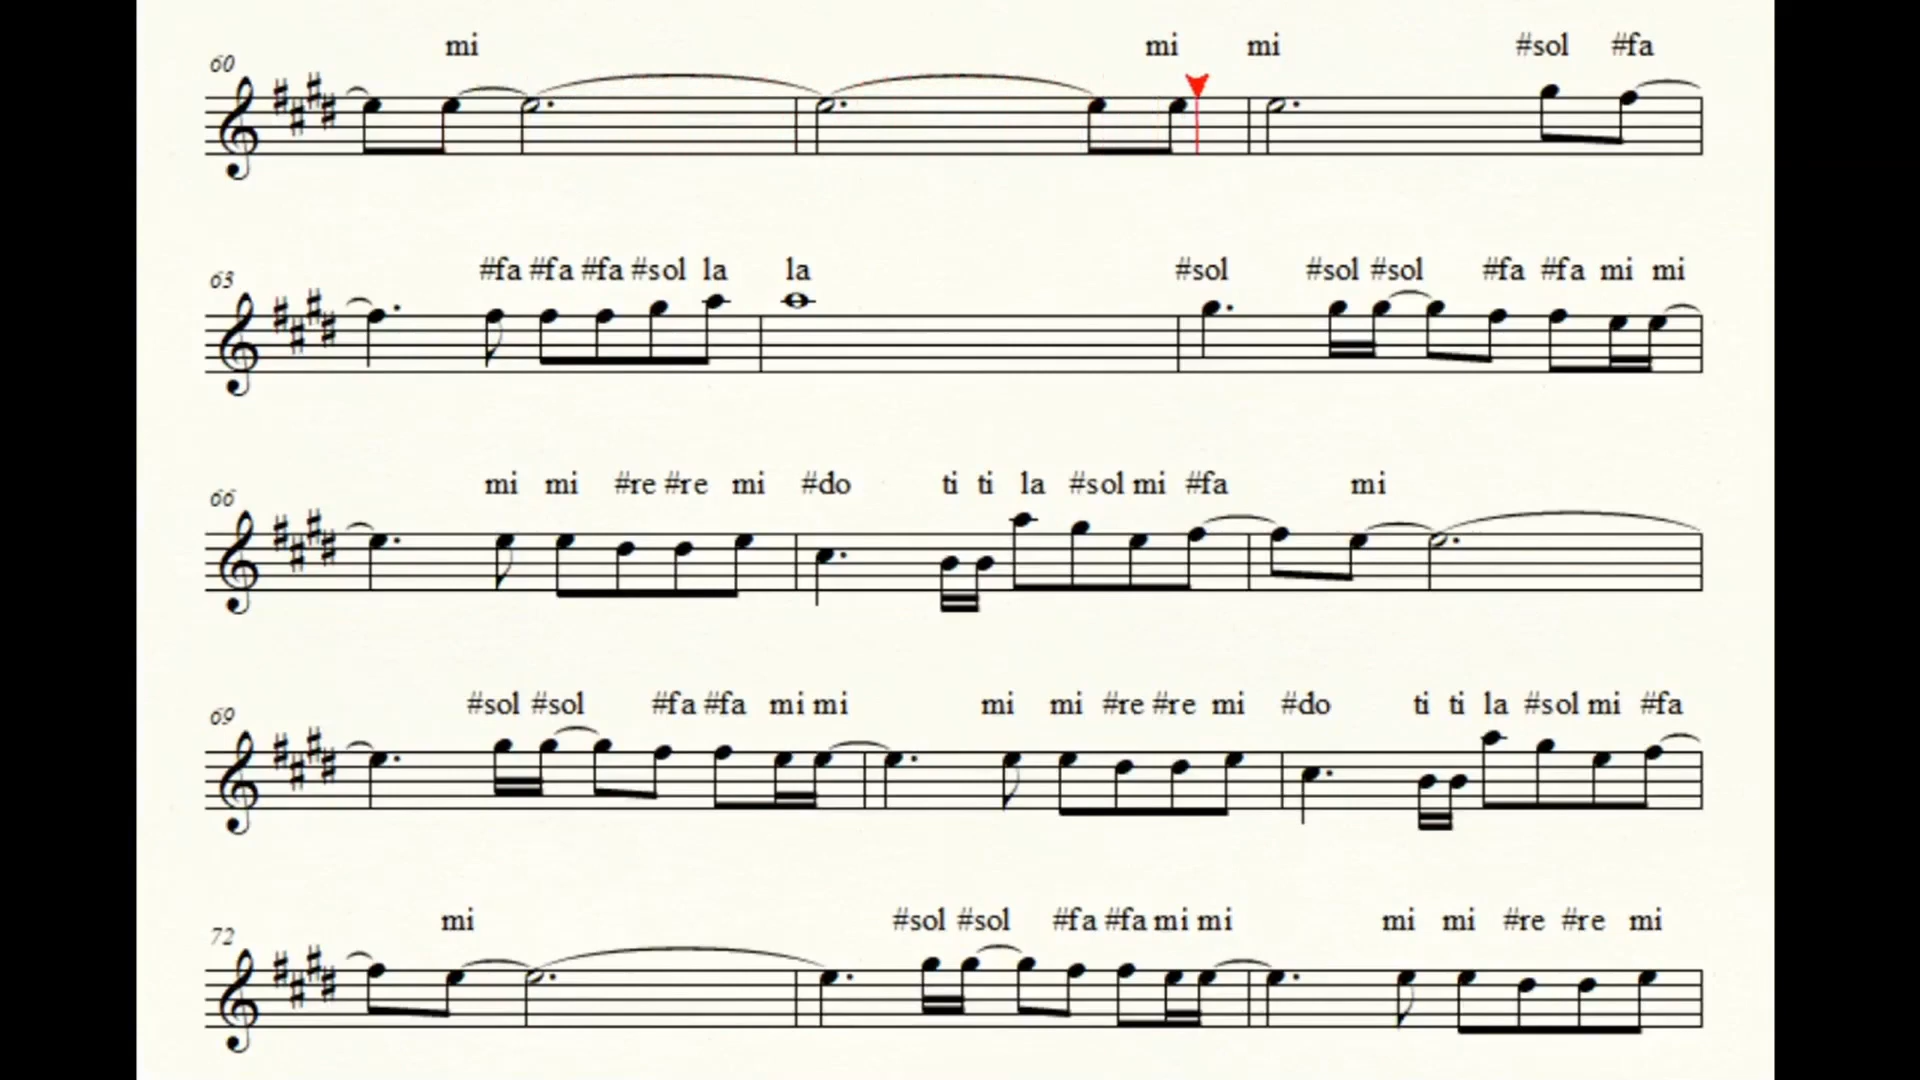 mi mi mi #sol #fa
60
#fa #fa #fa #sol la la #sol #sol #sol #fa #fa mi mi
63
mi mi #re #re mi #do ti ti la #sol mi #fa mi
66
#sol #sol #fa #fa mi mi mi mi #re #re mi #do ti ti la #sol mi #fa
69
mi #sol #sol #fa #fa mi mi mi mi #re #re mi
72